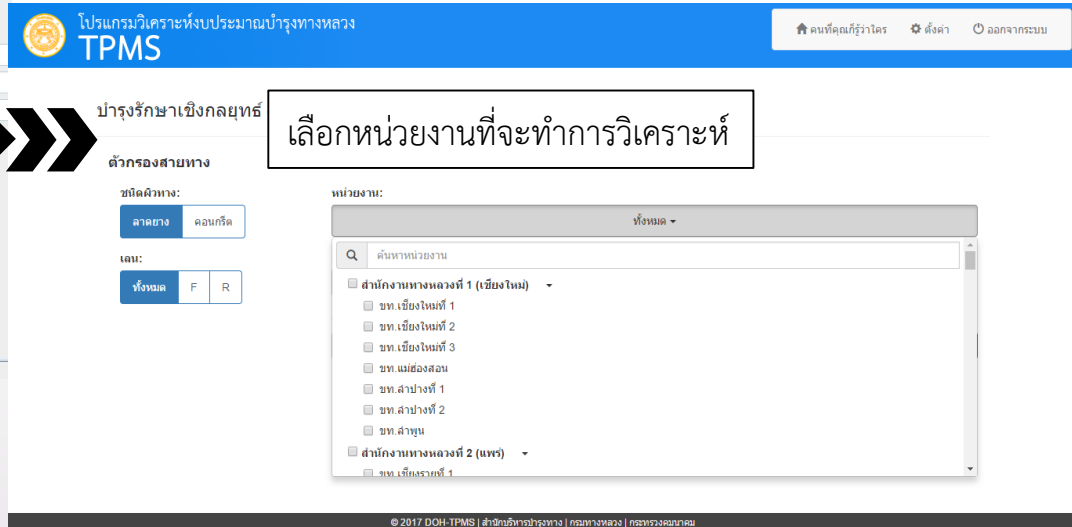 โปรแกรมวิเคราะห์งบประมาณบำรุงทางหลวง
TPMS
คนที่คุณก็รู้ว่าใคร ตั้งค่า ออกจากระบบ
บำรุงรักษาเชิงกลยุทธ์
เลือกหน่วยงานที่จะทำการวิเคราะห์
ตัวกรองสายทาง
ชนิดผิวทาง:
ลาดยาง คอนกรีต
หน่วยงาน:
ทั้งหมด
เลน:
ทั้งหมด F R
ค้นหาหน่วยงาน
สำนักงานทางหลวงที่ 1 (เชียงใหม่)
ขท.เชียงใหม่ที่ 1
ขท.เชียงใหม่ที่ 2
ขท.เชียงใหม่ที่ 3
ขท.แม่ฮ่องสอน
ขท.ลำปางที่ 1
ขท.ลำปางที่ 2
ขท.ลำพูน
สำนักงานทางหลวงที่ 2 (แพร่)
ขท.เชียงรายที่ 1
© 2017 DOH-TPMS | สำนักบริหารบำรุงทาง | กรมทางหลวง | กระทรวงคมนาคม